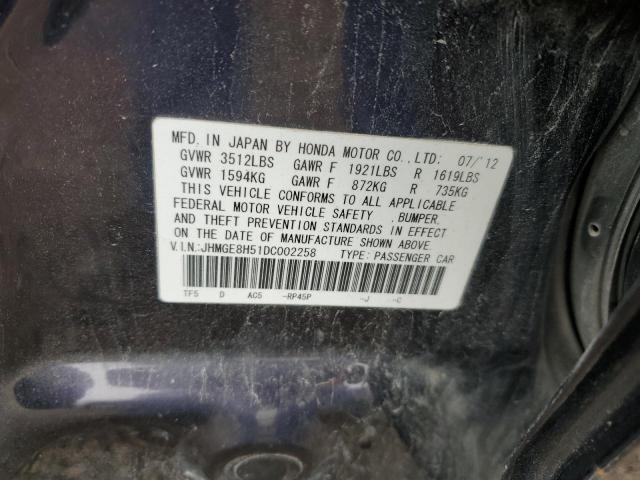 MFD. IN JAPAN BY HONDA MOTOR CO., LTD: 07/'12
GVWR 3512LBS GAWR F 1921LBS R 1619LBS
GVWR 1594KG GAWR F 872KG R 735KG
THIS VEHICLE CONFORMS TO ALL APPLICABLE
FEDERAL MOTOR VEHICLE SAFETY , BUMPER,
AND THEFT PREVENTION STANDARDS IN EFFECT
ON THE DATE OF MANUFACTURE SHOWN ABOVE.
V.I.N.:JHMGE8H51DC002258 TYPE: PASSENGER CAR
TF5 D AC5 -RP45P -J -C